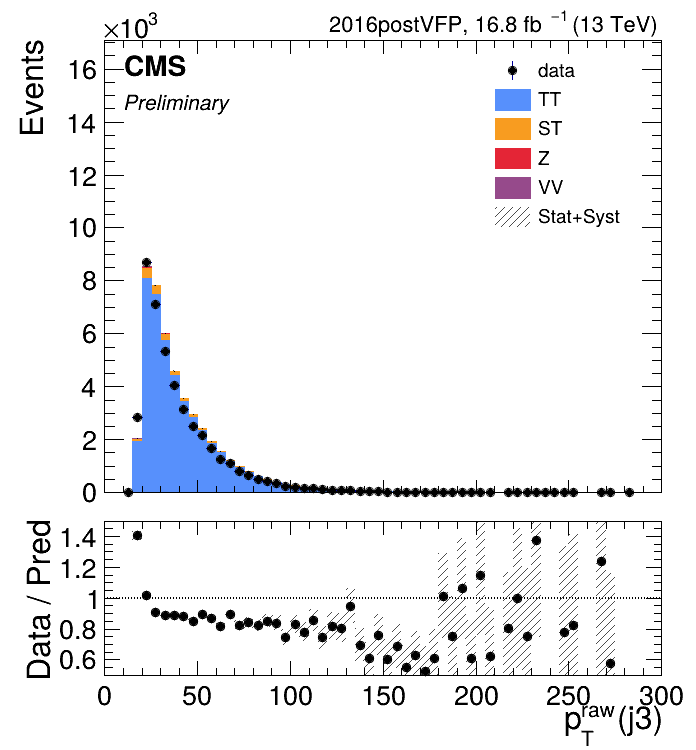 ×10³
2016postVFP, 16.8 fb⁻¹ (13 TeV)
Events
CMS
Preliminary
data
TT
ST
Z
VV
Stat+Syst
16
14
12
10
8
6
4
2
0
Data / Pred
1.4
1.2
1
0.8
0.6
0 50 100 150 200 250 300
p_T^raw(j3)